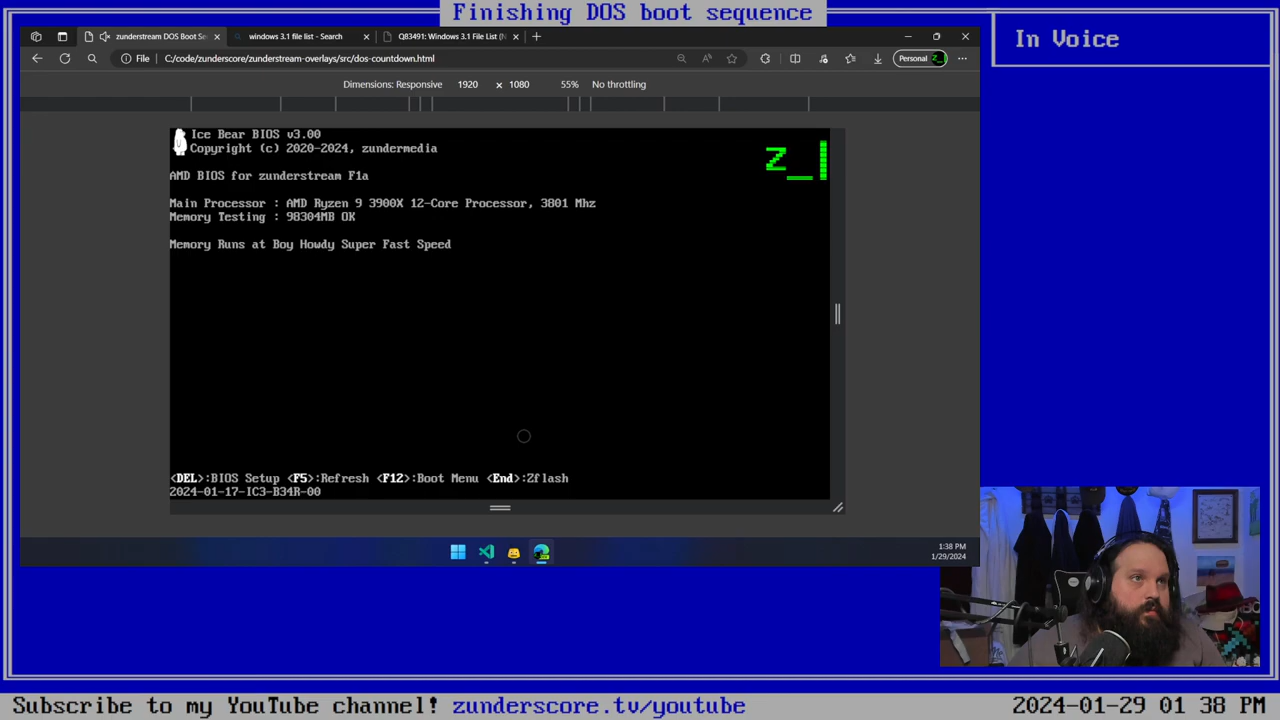 Finishing DOS boot sequence
In Voice
zunderstream DOS Boot Se
windows 3.1 file list - Search
Q83491: Windows 3.1 File List (N
File
C:/code/zunderscore/zunderstream-overlays/src/dos-countdown.html
Personal
Dimensions: Responsive 1920 × 1080 55% No throttling
Ice Bear BIOS v3.00
Copyright (c) 2020-2024, zundermedia
z_|
AMD BIOS for zunderstream F1a
Main Processor : AMD Ryzen 9 3900X 12-Core Processor, 3801 Mhz
Memory Testing : 98304MB OK
Memory Runs at Boy Howdy Super Fast Speed
<DEL>:BIOS Setup <F5>:Refresh <F12>:Boot Menu <End>:Zflash
2024-01-17-IC3-B34R-00
1:38 PM
1/29/2024
Subscribe to my YouTube channel! zunderscore.tv/youtube
2024-01-29 01 38 PM